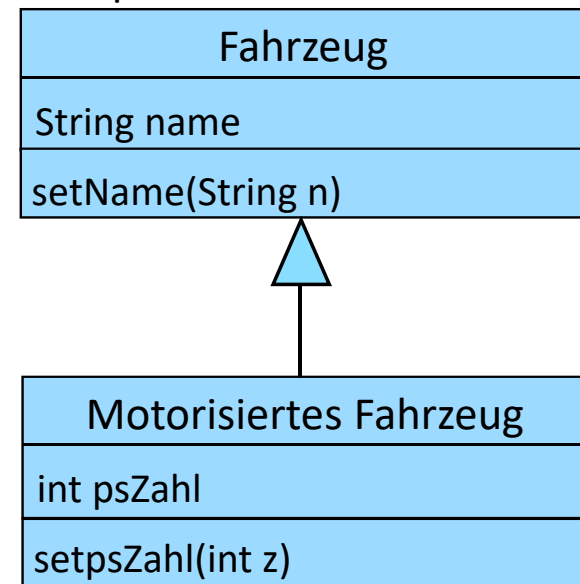 Fahrzeug
String name
setName(String n)
Motorisiertes Fahrzeug
int psZahl
setpsZahl(int z)